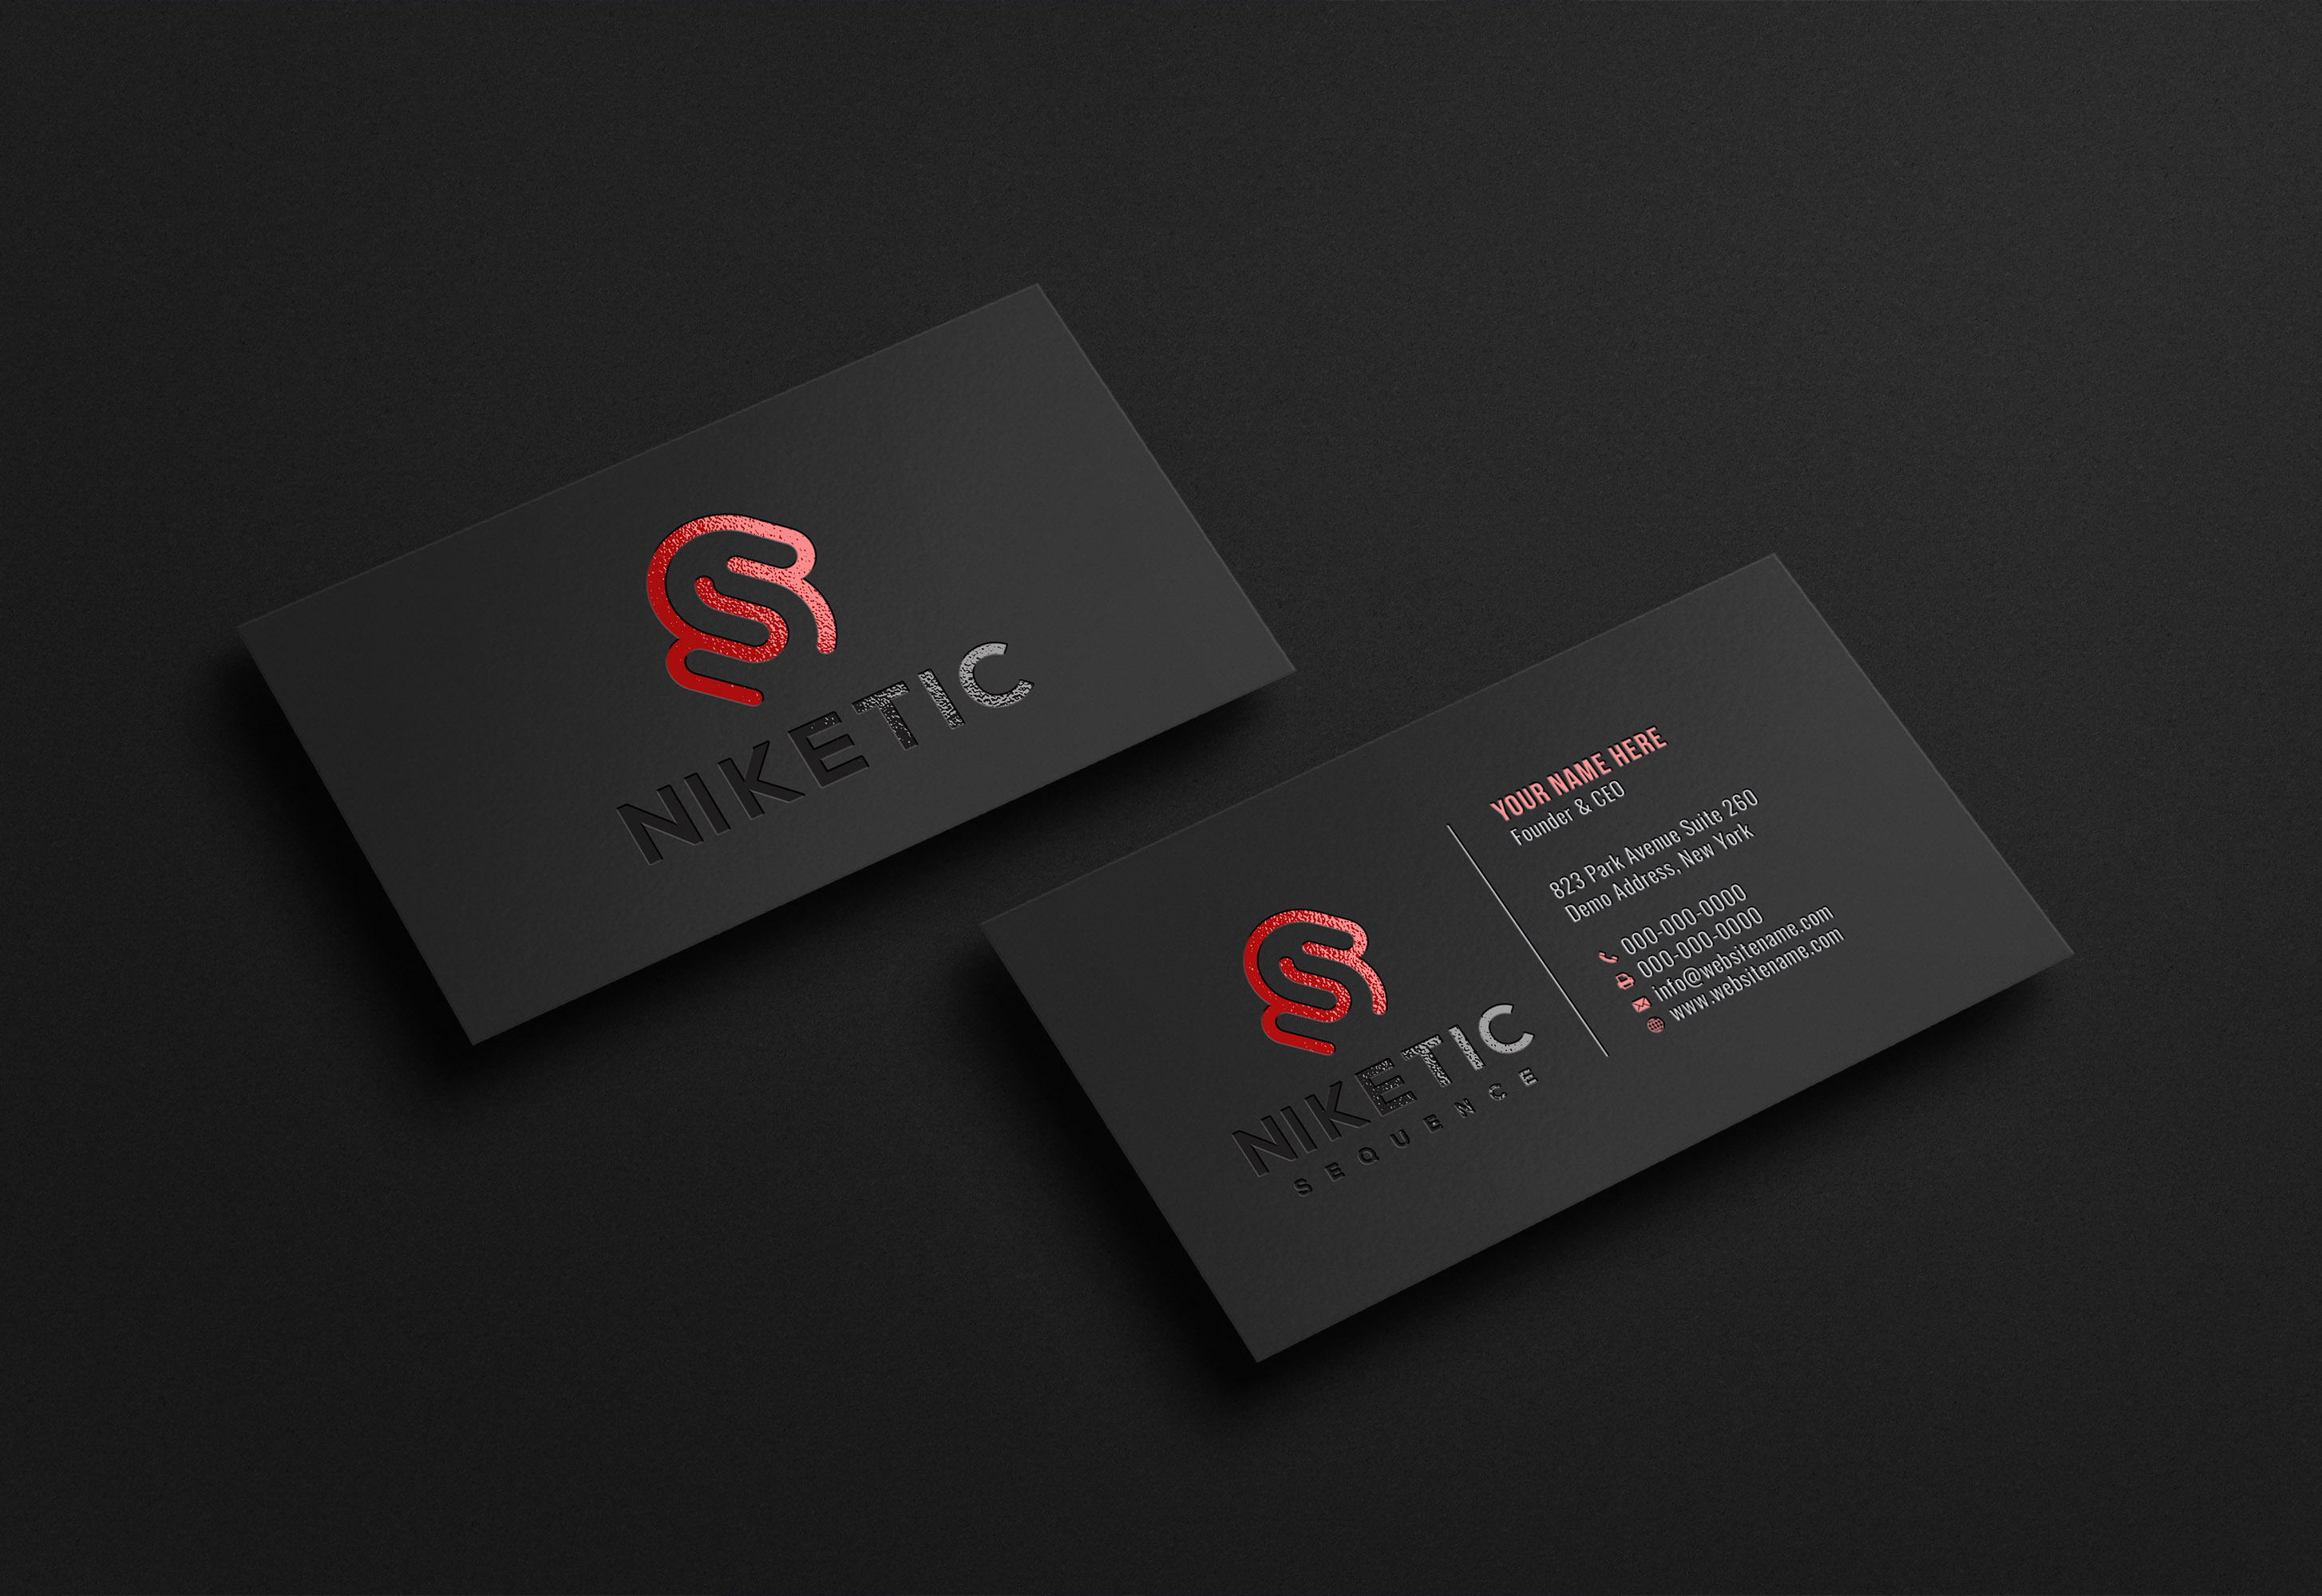 NIKETIC
NIKETIC
SEQUENCE
YOUR NAME HERE
Founder & CEO
823 Park Avenue Suite 260
Demo Address, New York
000-000-0000
000-000-0000
info@websitename.com
www.websitename.com